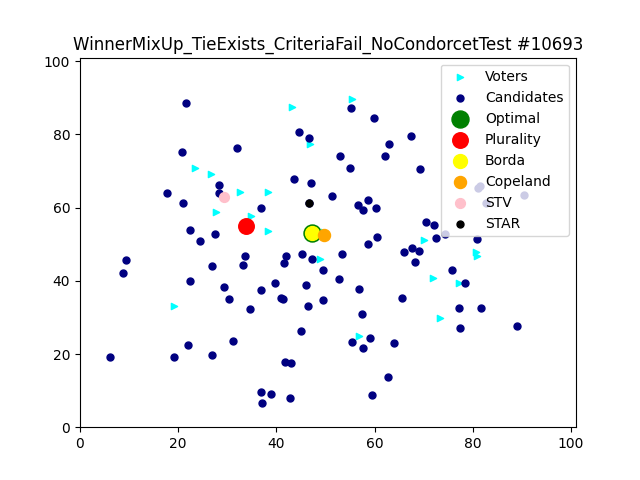 WinnerMixUp_TieExists_CriteriaFail_NoCondorcetTest #10693
100
80
60
40
20
0
0 20 40 60 80 100
Voters
Candidates
Optimal
Plurality
Borda
Copeland
STV
STAR